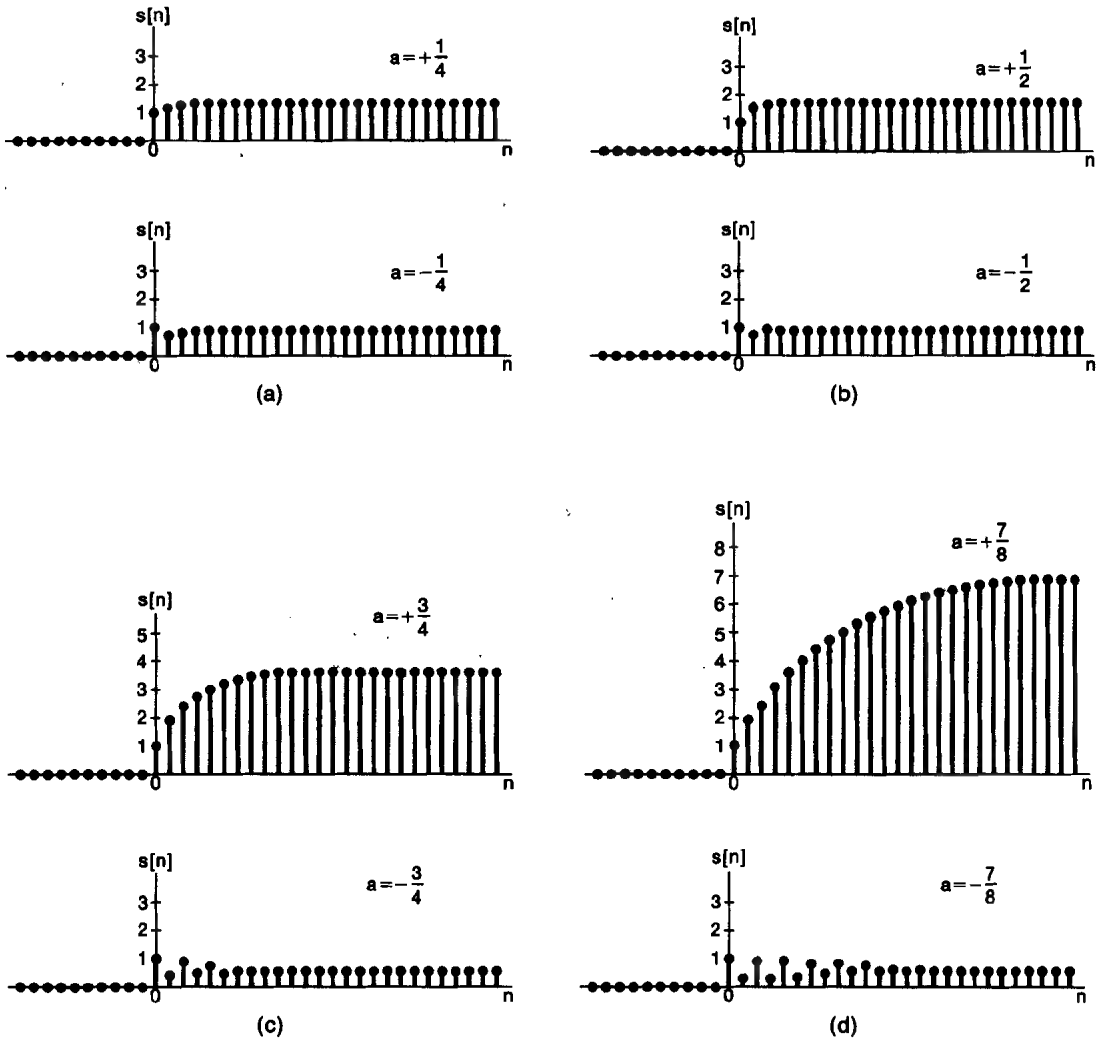 s[n]
3
2
1
0
n
a=+1/4
s[n]
3
2
1
0
n
a=-1/4
(a)
s[n]
3
2
1
0
n
a=+1/2
s[n]
3
2
1
0
n
a=-1/2
(b)
s[n]
5
4
3
2
1
0
n
a=+3/4
s[n]
3
2
1
0
n
a=-3/4
(c)
s[n]
8
7
6
5
4
3
2
1
0
n
a=+7/8
s[n]
3
2
1
0
n
a=-7/8
(d)